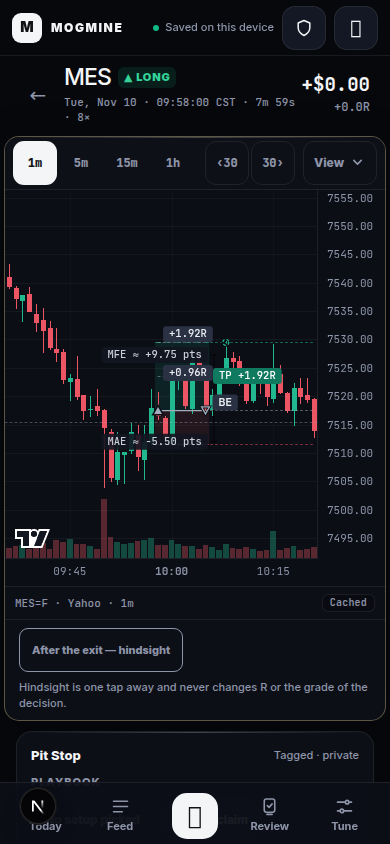 M MOGMINE Saved on this device
← MES ▲ LONG +$0.00
Tue, Nov 10 · 09:58:00 CST · 7m 59s +0.0R
· 8×
1m 5m 15m 1h ‹30 30› View
7555.00
7550.00
7545.00
7540.00
7535.00
+1.92R 7530.00
MFE ≈ +9.75 pts
+0.96R TP +1.92R 7525.00
BE 7520.00
7515.00
MAE ≈ -5.50 pts 7510.00
7505.00
7500.00
7495.00
09:45 10:00 10:15
MES=F · Yahoo · 1m Cached
After the exit — hindsight
Hindsight is one tap away and never changes R or the grade of the
decision.
Pit Stop Tagged · private
PLAYBOOK
N
Today Feed Review Tune